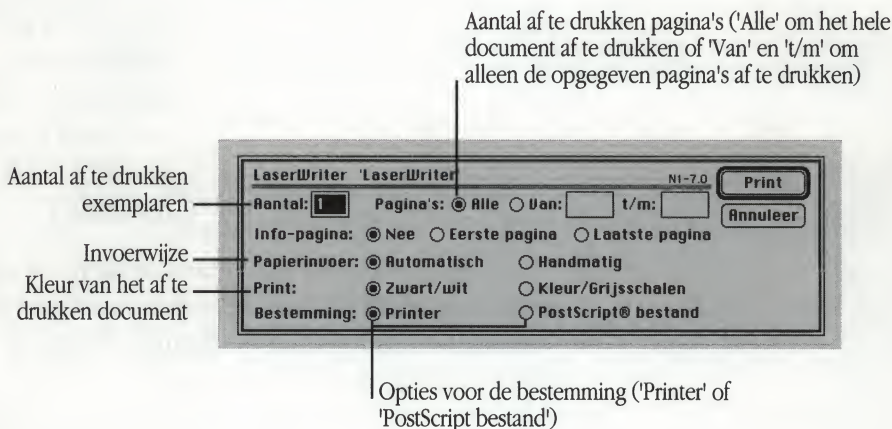 Aantal af te drukken pagina's ('Alle' om het hele
document af te drukken of 'Van' en 't/m' om
alleen de opgegeven pagina's af te drukken)
Aantal af te drukken
exemplaren
Invoerwijze
Kleur van het af te
drukken document
LaserWriter 'LaserWriter' N1-7.0 Print
Aantal: 1 Pagina's: Alle Van: t/m: Annuleer
Info-pagina: Nee Eerste pagina Laatste pagina
Papierinvoer: Automatisch Handmatig
Print: Zwart/wit Kleur/Grijsschalen
Bestemming: Printer PostScript® bestand
Opties voor de bestemming ('Printer' of
'PostScript bestand')